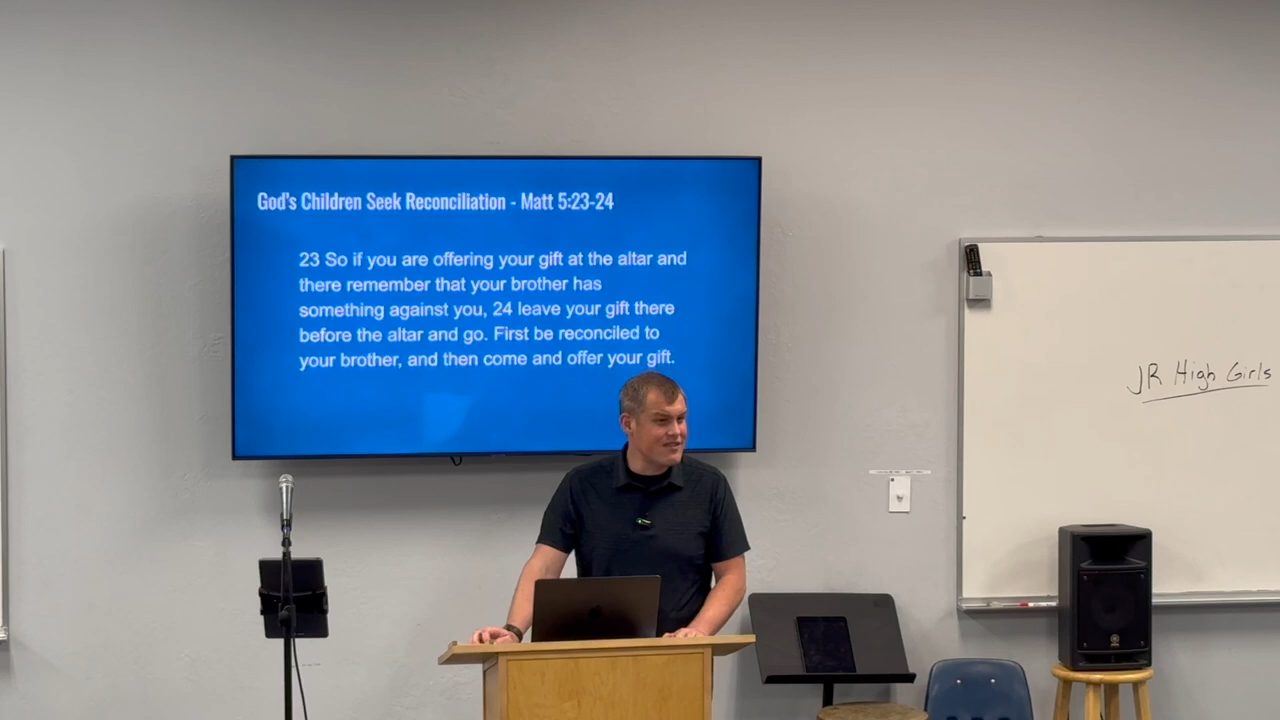 God's Children Seek Reconciliation - Matt 5:23-24
23 So if you are offering your gift at the altar and
there remember that your brother has
something against you, 24 leave your gift there
before the altar and go. First be reconciled to
your brother, and then come and offer your gift.
JR High Girls